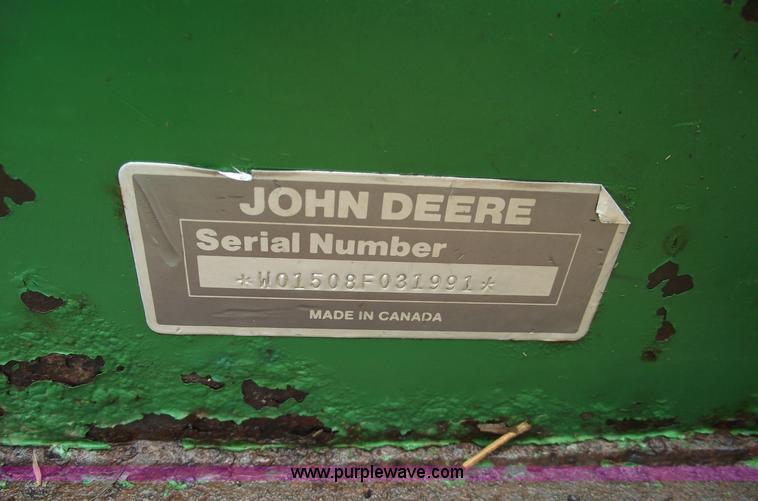 JOHN DEERE
Serial Number
*W01508F031991*
MADE IN CANADA
www.purplewave.com